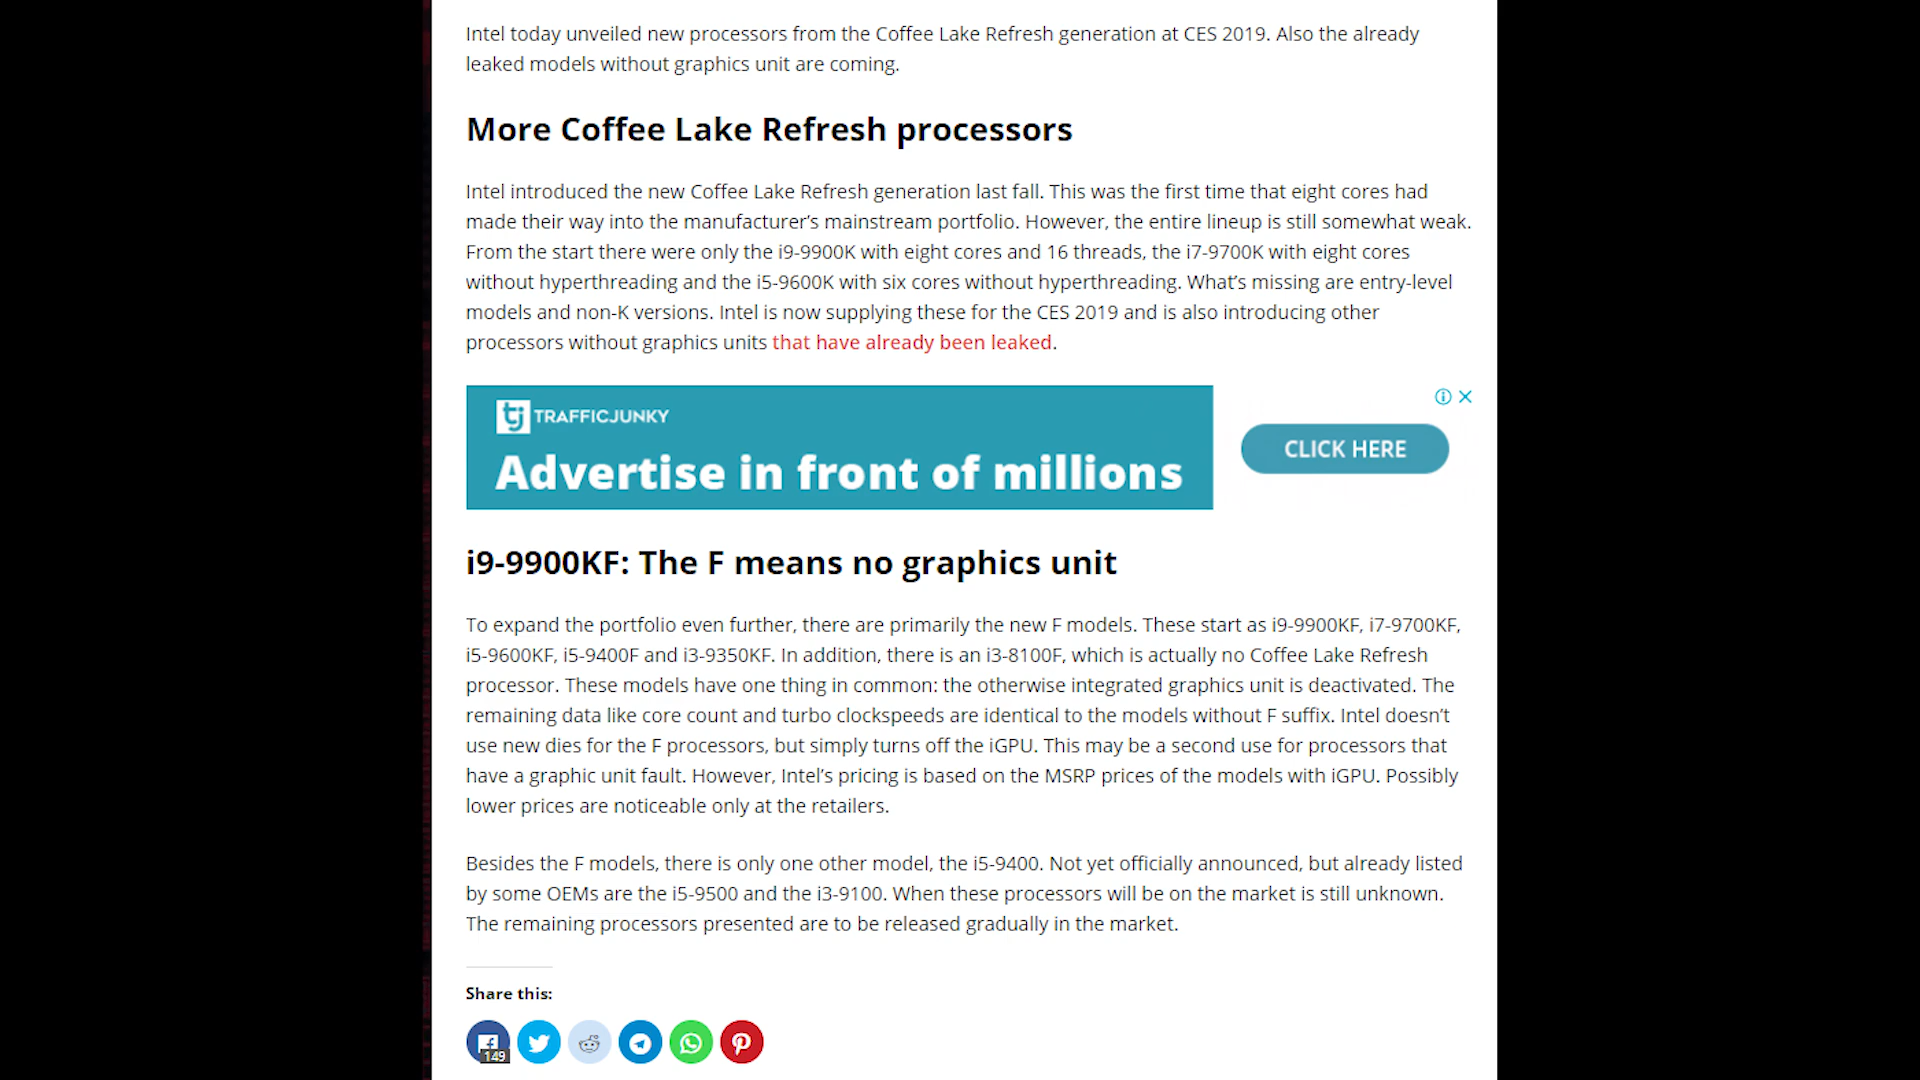 Intel today unveiled new processors from the Coffee Lake Refresh generation at CES 2019. Also the already
leaked models without graphics unit are coming.
More Coffee Lake Refresh processors
Intel introduced the new Coffee Lake Refresh generation last fall. This was the first time that eight cores had
made their way into the manufacturer's mainstream portfolio. However, the entire lineup is still somewhat weak.
From the start there were only the i9-9900K with eight cores and 16 threads, the i7-9700K with eight cores
without hyperthreading and the i5-9600K with six cores without hyperthreading. What's missing are entry-level
models and non-K versions. Intel is now supplying these for the CES 2019 and is also introducing other
processors without graphics units that have already been leaked.
tj TRAFFICJUNKY
Advertise in front of millions
CLICK HERE
i9-9900KF: The F means no graphics unit
To expand the portfolio even further, there are primarily the new F models. These start as i9-9900KF, i7-9700KF,
i5-9600KF, i5-9400F and i3-9350KF. In addition, there is an i3-8100F, which is actually no Coffee Lake Refresh
processor. These models have one thing in common: the otherwise integrated graphics unit is deactivated. The
remaining data like core count and turbo clockspeeds are identical to the models without F suffix. Intel doesn't
use new dies for the F processors, but simply turns off the iGPU. This may be a second use for processors that
have a graphic unit fault. However, Intel's pricing is based on the MSRP prices of the models with iGPU. Possibly
lower prices are noticeable only at the retailers.
Besides the F models, there is only one other model, the i5-9400. Not yet officially announced, but already listed
by some OEMs are the i5-9500 and the i3-9100. When these processors will be on the market is still unknown.
The remaining processors presented are to be released gradually in the market.
Share this:
149